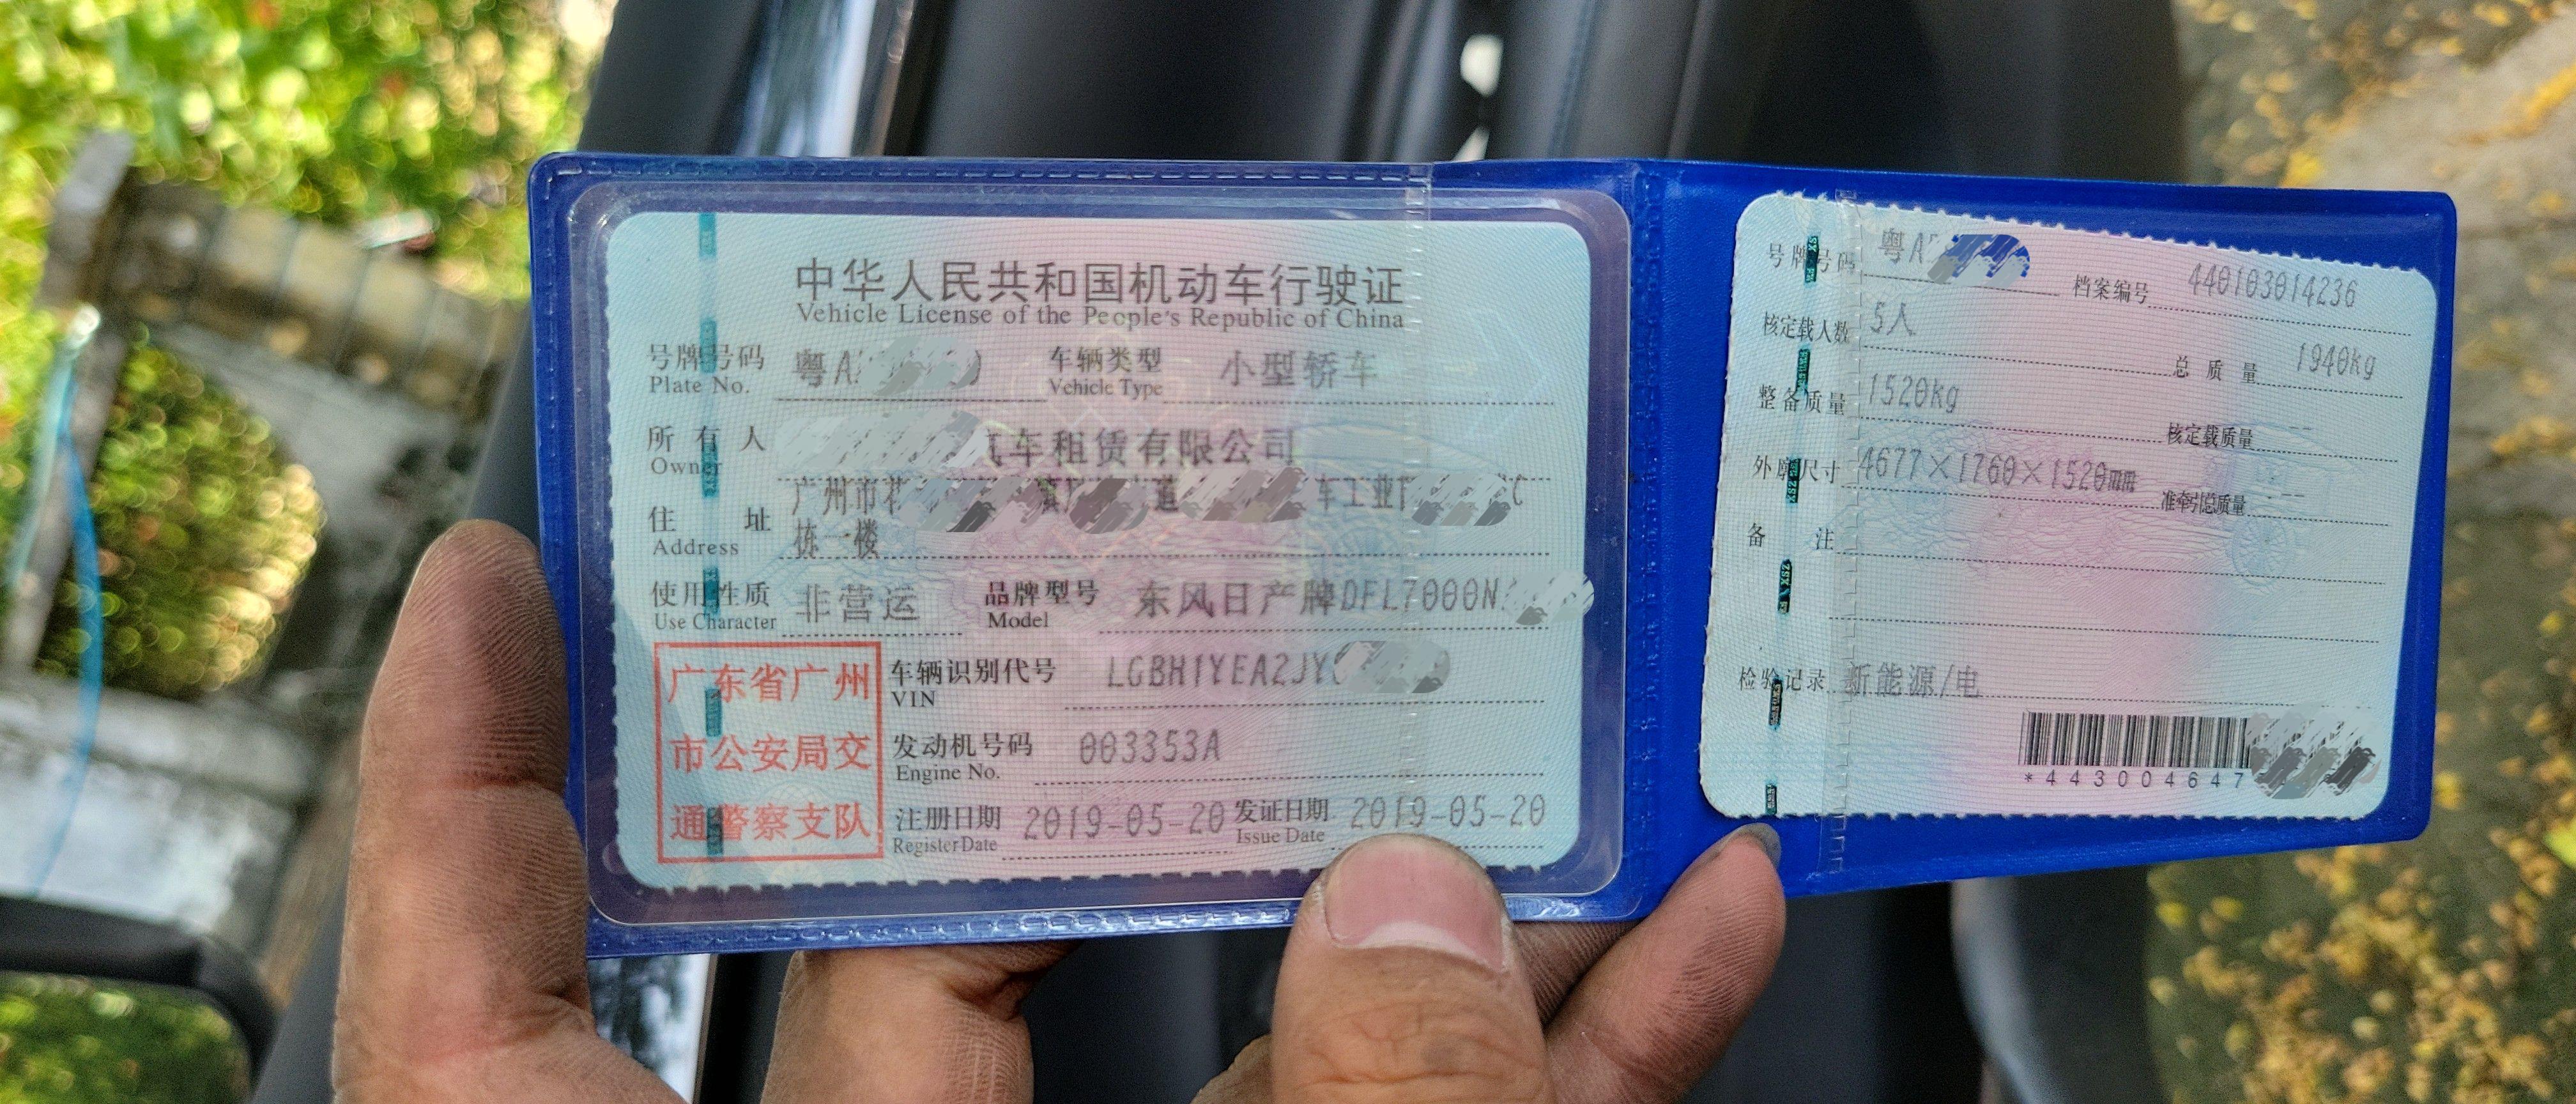 中华人民共和国机动车行驶证
Vehicle License of the People's Republic of China
号牌号码 粤A 车辆类型 小型轿车
Plate No. Vehicle Type
所有人 汽车租赁有限公司
Owner
住址 广州市 道 车工业 C
栋一楼
Address
使用性质 非营运 品牌型号 东风日产牌DFL7000N
Use Character Model
广东省广州
市公安局交
通警察支队
车辆识别代号 LGBH1YEA2JY
VIN
发动机号码 003353A
Engine No.
注册日期 2019-05-20 发证日期 2019-05-20
Register Date Issue Date
号牌号码 粤A 档案编号 440103014236
核定载人数 5人 总质量 1940kg
整备质量 1520kg 核定载质量 --
外廓尺寸 4677×1760×1520mm 准牵引总质量 --
备注
检验记录 新能源/电
*443004647